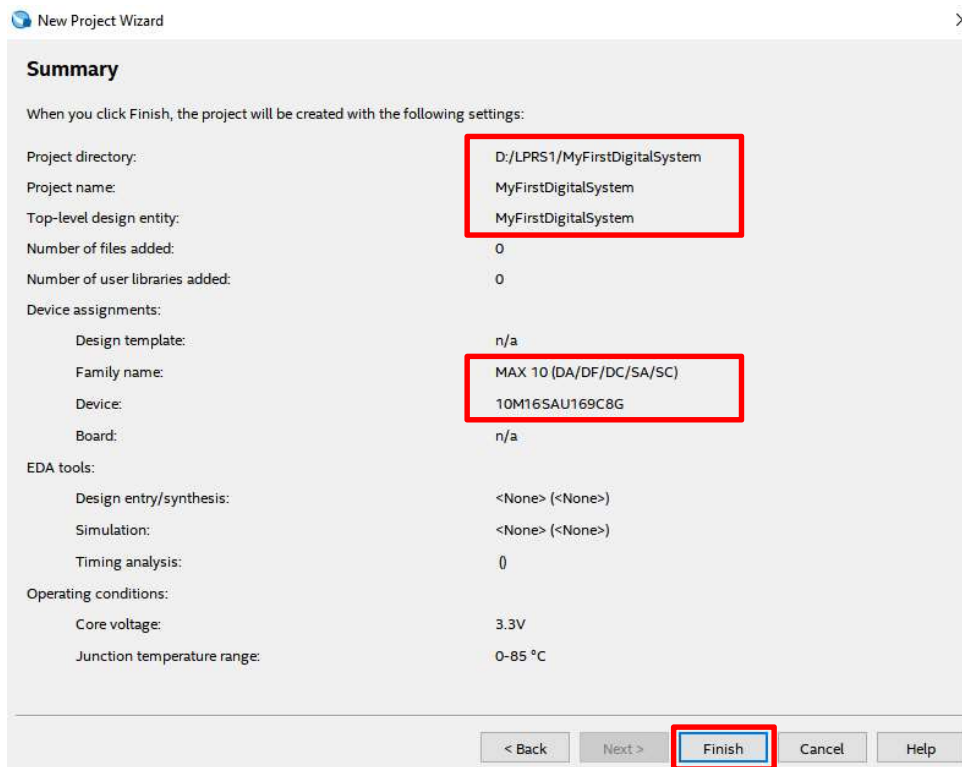 New Project Wizard
Summary
When you click Finish, the project will be created with the following settings:
Project directory: D:/LPRS1/MyFirstDigitalSystem
Project name: MyFirstDigitalSystem
Top-level design entity: MyFirstDigitalSystem
Number of files added: 0
Number of user libraries added: 0
Device assignments:
Design template: n/a
Family name: MAX 10 (DA/DF/DC/SA/SC)
Device: 10M16SAU169C8G
Board: n/a
EDA tools:
Design entry/synthesis: <None> (<None>)
Simulation: <None> (<None>)
Timing analysis: ()
Operating conditions:
Core voltage: 3.3V
Junction temperature range: 0-85 °C
< Back Next > Finish Cancel Help